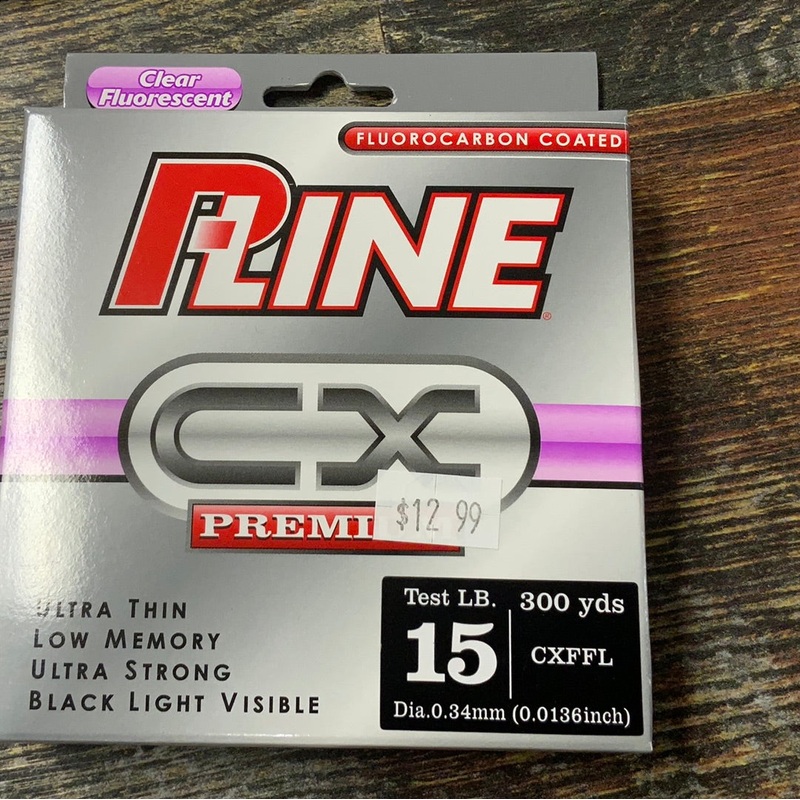 Clear
Fluorescent
FLUOROCARBON COATED
P-LINE®
CX
PREMI
$12 99
ULTRA THIN
LOW MEMORY
ULTRA STRONG
BLACK LIGHT VISIBLE
Test LB.
300 yds
15
CXFFL
Dia.0.34mm (0.0136inch)